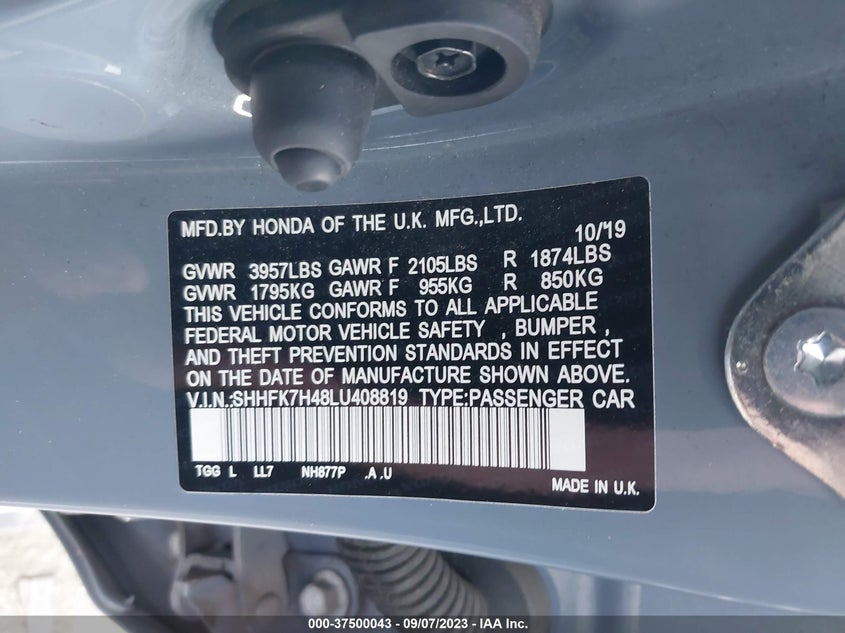 MFD.BY HONDA OF THE U.K. MFG.,LTD.
10/19
GVWR 3957LBS GAWR F 2105LBS R 1874LBS
GVWR 1795KG GAWR F 955KG R 850KG
THIS VEHICLE CONFORMS TO ALL APPLICABLE
FEDERAL MOTOR VEHICLE SAFETY , BUMPER ,
AND THEFT PREVENTION STANDARDS IN EFFECT
ON THE DATE OF MANUFACTURE SHOWN ABOVE.
V.I.N.:SHHFK7H48LU408819 TYPE:PASSENGER CAR
TGG L LL7 NH877P .A .U
MADE IN U.K.
000-37500043 — 09/07/2023 — © IAA, Inc.